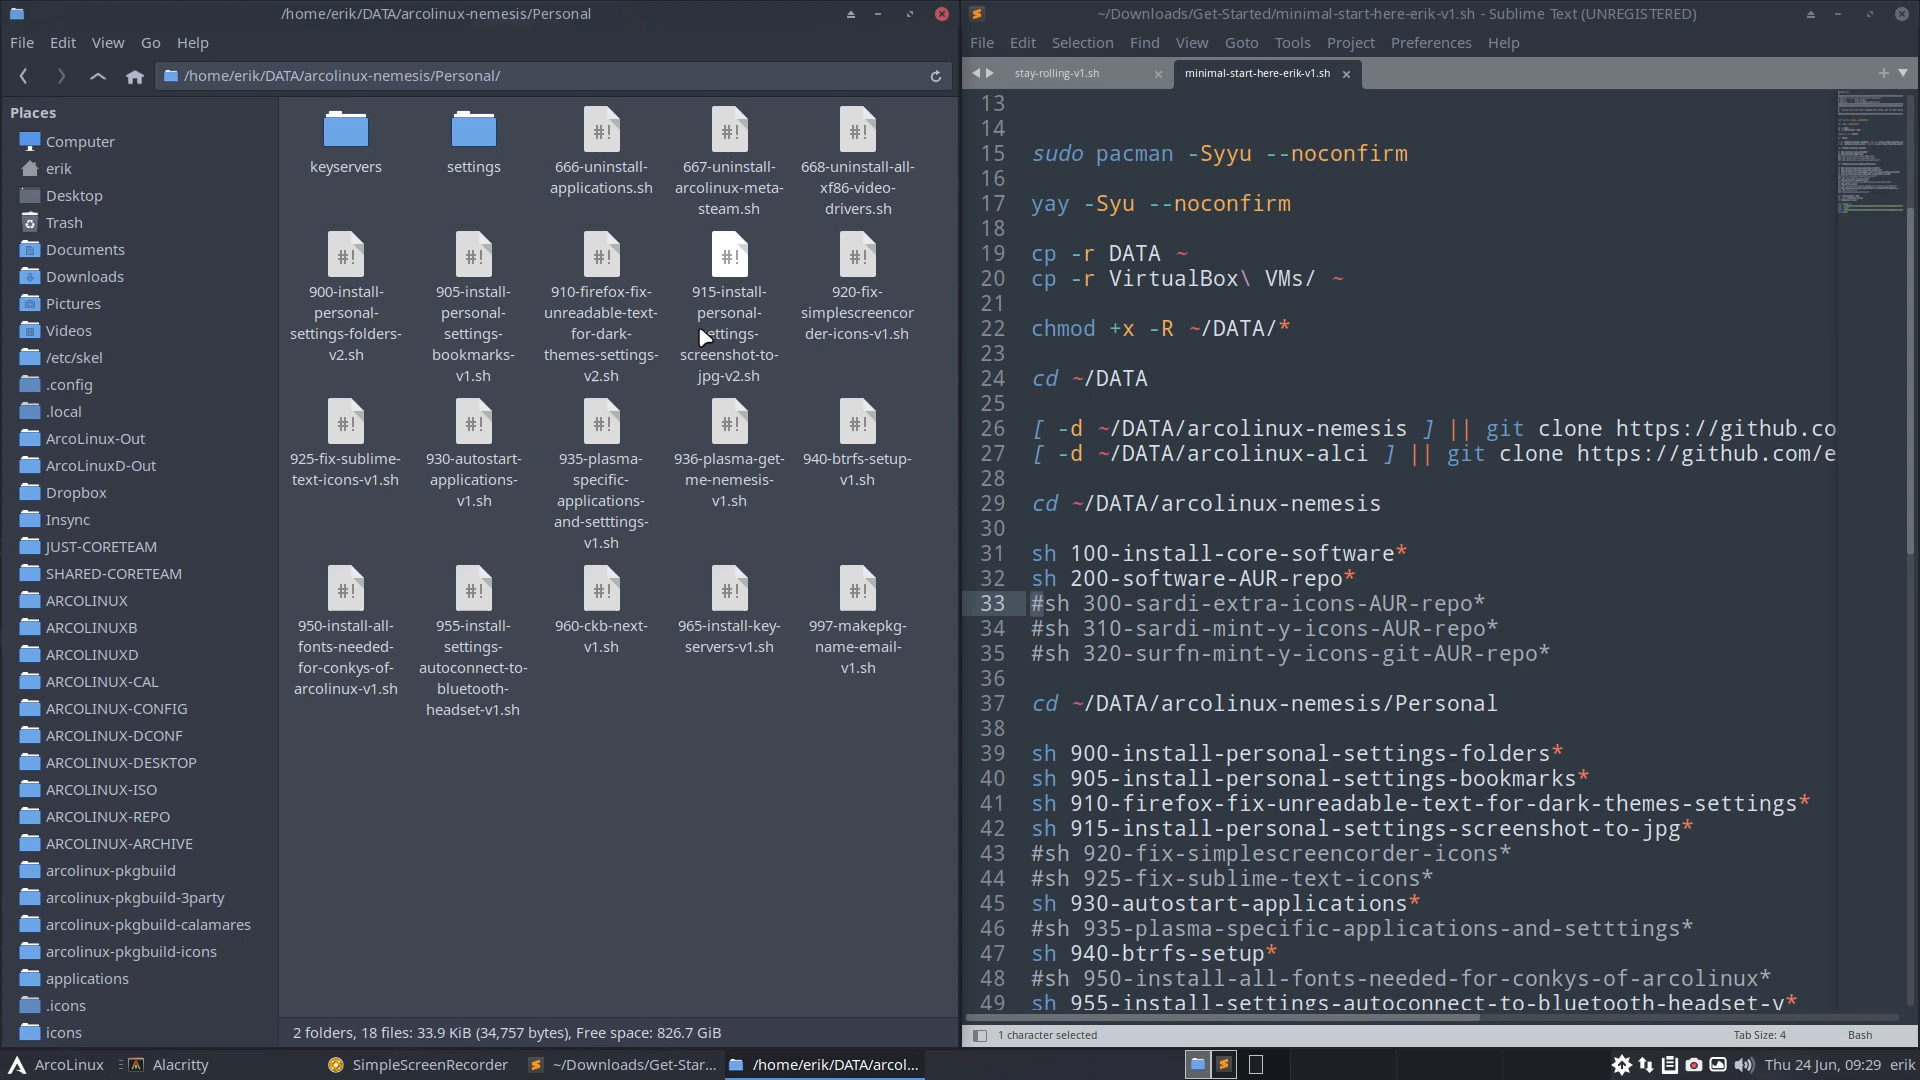 /home/erik/DATA/arcolinux-nemesis/Personal
File Edit View Go Help
/home/erik/DATA/arcolinux-nemesis/Personal/
Places
Computer
erik
Desktop
Trash
Documents
Downloads
Pictures
Videos
/etc/skel
.config
.local
ArcoLinux-Out
ArcoLinuxD-Out
Dropbox
Insync
JUST-CORETEAM
SHARED-CORETEAM
ARCOLINUX
ARCOLINUXB
ARCOLINUXD
ARCOLINUX-CAL
ARCOLINUX-CONFIG
ARCOLINUX-DCONF
ARCOLINUX-DESKTOP
ARCOLINUX-ISO
ARCOLINUX-REPO
ARCOLINUX-ARCHIVE
arcolinux-pkgbuild
arcolinux-pkgbuild-3party
arcolinux-pkgbuild-calamares
arcolinux-pkgbuild-icons
applications
.icons
icons
keyservers
settings
#!
666-uninstall-
applications.sh
#!
667-uninstall-
arcolinux-meta-
steam.sh
#!
668-uninstall-all-
xf86-video-
drivers.sh
#!
900-install-
personal-
settings-folders-
v2.sh
#!
905-install-
personal-
settings-
bookmarks-
v1.sh
#!
910-firefox-fix-
unreadable-text-
for-dark-
themes-settings-
v2.sh
#!
915-install-
personal-
settings-
screenshot-to-
jpg-v2.sh
#!
920-fix-
simplescreencor
der-icons-v1.sh
#!
925-fix-sublime-
text-icons-v1.sh
#!
930-autostart-
applications-
v1.sh
#!
935-plasma-
specific-
applications-
and-setttings-
v1.sh
#!
936-plasma-get-
me-nemesis-
v1.sh
#!
940-btrfs-setup-
v1.sh
#!
950-install-all-
fonts-needed-
for-conkys-of-
arcolinux-v1.sh
#!
955-install-
settings-
autoconnect-to-
bluetooth-
headset-v1.sh
#!
960-ckb-next-
v1.sh
#!
965-install-key-
servers-v1.sh
#!
997-makepkg-
name-email-
v1.sh
2 folders, 18 files: 33.9 KiB (34,757 bytes), Free space: 826.7 GiB
~/Downloads/Get-Started/minimal-start-here-erik-v1.sh - Sublime Text (UNREGISTERED)
File Edit Selection Find View Goto Tools Project Preferences Help
stay-rolling-v1.sh
minimal-start-here-erik-v1.sh
13
14
15 sudo pacman -Syyu --noconfirm
16
17 yay -Syu --noconfirm
18
19 cp -r DATA ~
20 cp -r VirtualBox\ VMs/ ~
21
22 chmod +x -R ~/DATA/*
23
24 cd ~/DATA
25
26 [ -d ~/DATA/arcolinux-nemesis ] || git clone https://github.co
27 [ -d ~/DATA/arcolinux-alci ] || git clone https://github.com/e
28
29 cd ~/DATA/arcolinux-nemesis
30
31 sh 100-install-core-software*
32 sh 200-software-AUR-repo*
33 #sh 300-sardi-extra-icons-AUR-repo*
34 #sh 310-sardi-mint-y-icons-AUR-repo*
35 #sh 320-surfn-mint-y-icons-git-AUR-repo*
36
37 cd ~/DATA/arcolinux-nemesis/Personal
38
39 sh 900-install-personal-settings-folders*
40 sh 905-install-personal-settings-bookmarks*
41 sh 910-firefox-fix-unreadable-text-for-dark-themes-settings*
42 sh 915-install-personal-settings-screenshot-to-jpg*
43 #sh 920-fix-simplescreencorder-icons*
44 #sh 925-fix-sublime-text-icons*
45 sh 930-autostart-applications*
46 #sh 935-plasma-specific-applications-and-setttings*
47 sh 940-btrfs-setup*
48 #sh 950-install-all-fonts-needed-for-conkys-of-arcolinux*
49 sh 955-install-settings-autoconnect-to-bluetooth-headset-v*
1 character selected
Tab Size: 4
Bash
ArcoLinux
Alacritty
SimpleScreenRecorder
~/Downloads/Get-Star...
/home/erik/DATA/arcol...
Thu 24 Jun, 09:29
erik